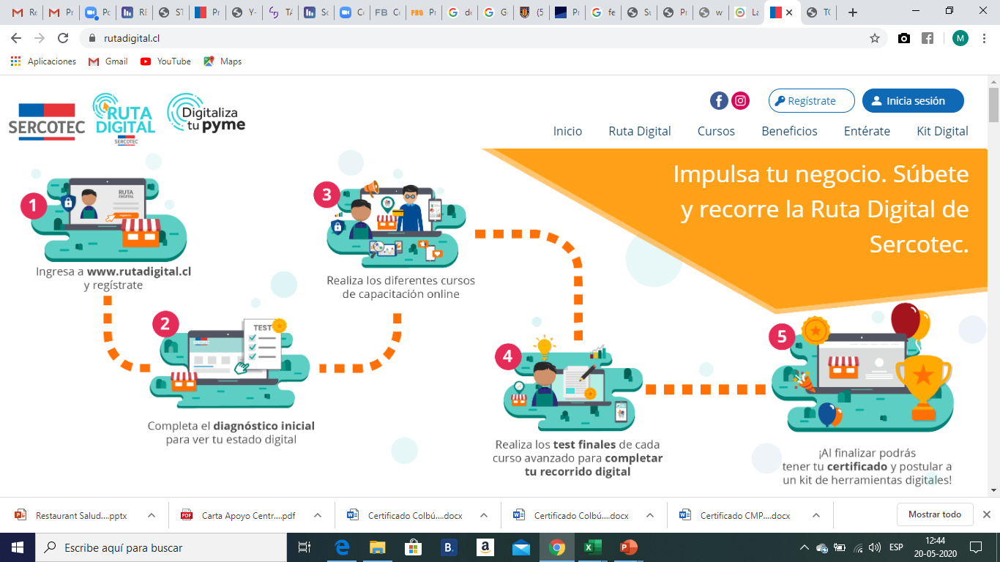 Re
Pr
Po
RE
ST
Pr
Y-
TA
Sc
Co
FB
Co
PRO
Pr
de
G
(5
Po
fe
Su
Pr
w
La
TO
rutadigital.cl
M
Aplicaciones
Gmail
YouTube
Maps
SERCOTEC
RUTA
DIGITAL
SERCOTEC
Digitaliza
tu pyme
Regístrate
Inicia sesión
Inicio
Ruta Digital
Cursos
Beneficios
Entérate
Kit Digital
Impulsa tu negocio. Súbete
y recorre la Ruta Digital de
Sercotec.
1
RUTA
DIGITAL
Ingresa a www.rutadigital.cl
y regístrate
2
TEST
Completa el diagnóstico inicial
para ver tu estado digital
3
Realiza los diferentes cursos
de capacitación online
4
Realiza los test finales de cada
curso avanzado para completar
tu recorrido digital
5
¡Al finalizar podrás
tener tu certificado y postular a
un kit de herramientas digitales!
Restaurant Salud....pptx
Carta Apoyo Centr....pdf
Certificado Colbú....docx
Certificado Colbú....docx
Certificado CMP....docx
Mostrar todo
Escribe aquí para buscar
ESP
12:44
20-05-2020